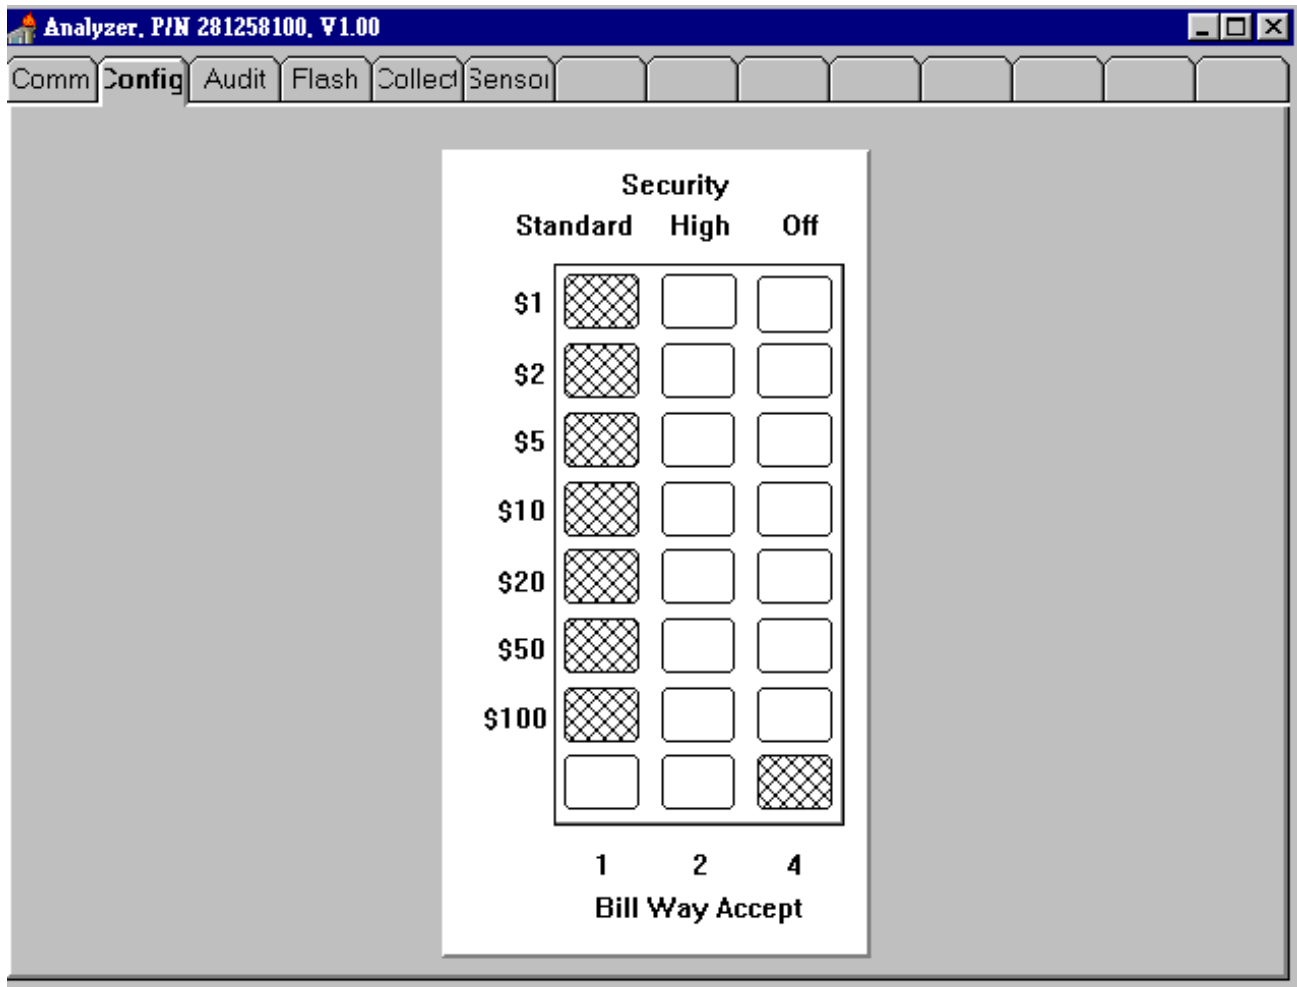 Analyzer, P/N 281258100, V1.00
Comm Config Audit Flash Collect Sensor
Security
Standard High Off
$1
$2
$5
$10
$20
$50
$100
1 2 4
Bill Way Accept